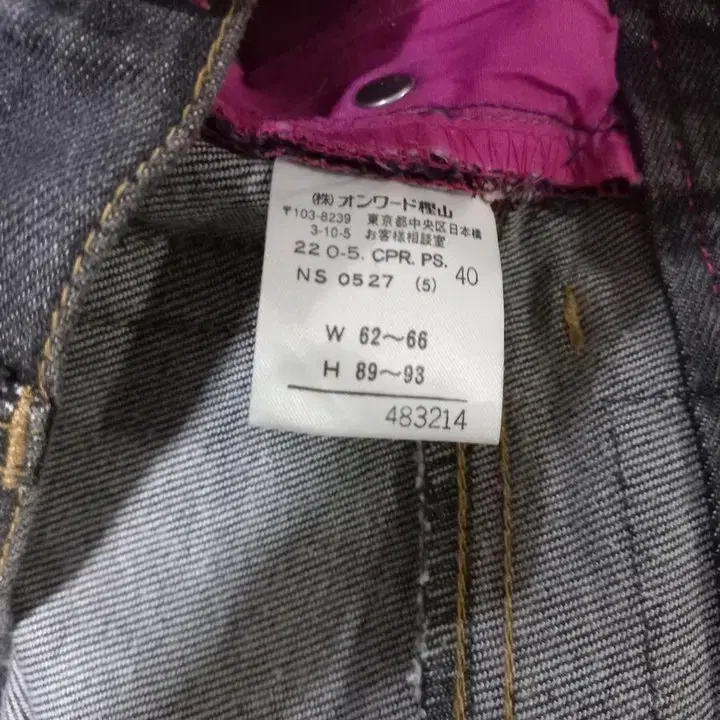 (株) オンワード樫山
〒103-8239 東京都中央区日本橋
3-10-5 お客様相談室
22 O-5. CPR. PS. 40
NS 0527 (5)
W 62～66
H 89～93
483214